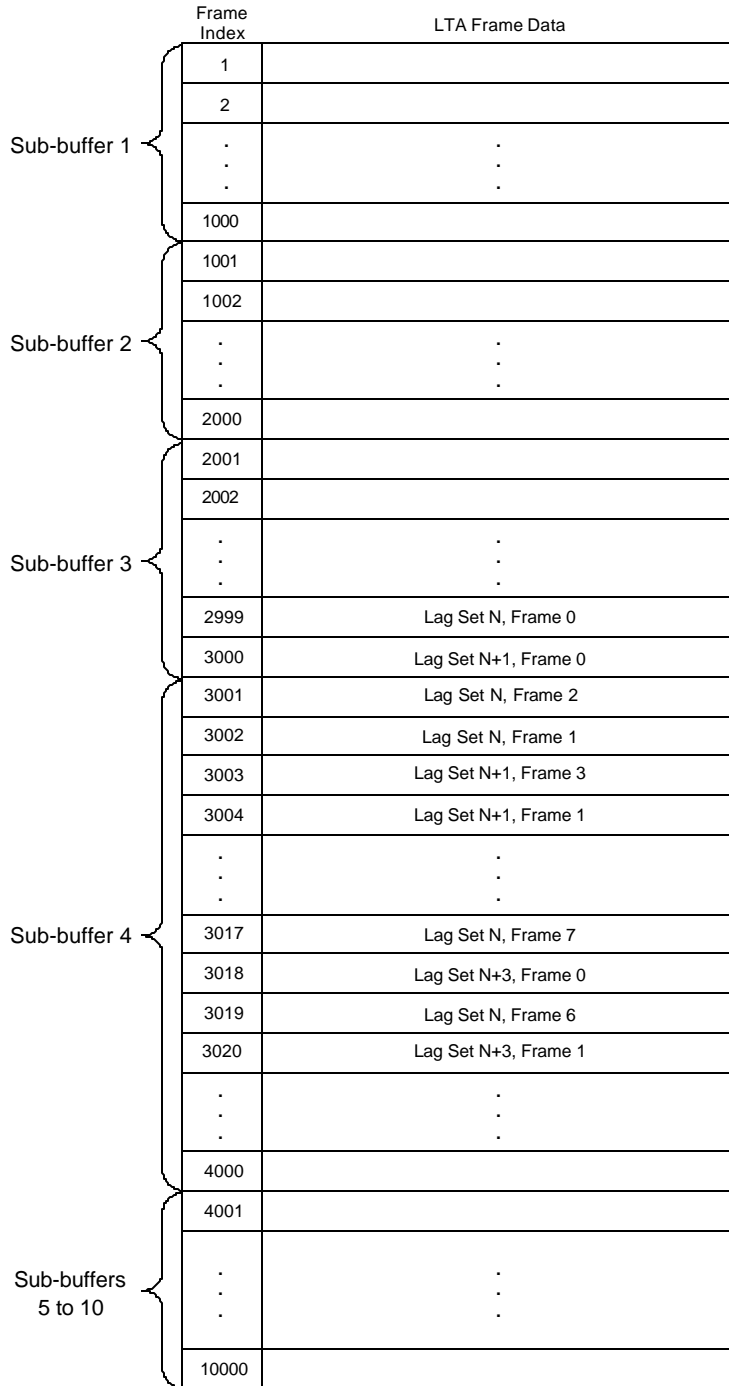 Frame
Index
LTA Frame Data
1
2
Sub-buffer 1
.
.
.
.
.
.
1000
1001
1002
Sub-buffer 2
.
.
.
.
.
.
2000
2001
2002
Sub-buffer 3
.
.
.
.
.
.
2999 Lag Set N, Frame 0
3000 Lag Set N+1, Frame 0
3001 Lag Set N, Frame 2
3002 Lag Set N, Frame 1
3003 Lag Set N+1, Frame 3
3004 Lag Set N+1, Frame 1
.
.
.
.
.
.
Sub-buffer 4
3017 Lag Set N, Frame 7
3018 Lag Set N+3, Frame 0
3019 Lag Set N, Frame 6
3020 Lag Set N+3, Frame 1
.
.
.
.
.
.
4000
4001
Sub-buffers
5 to 10
.
.
.
.
.
.
10000